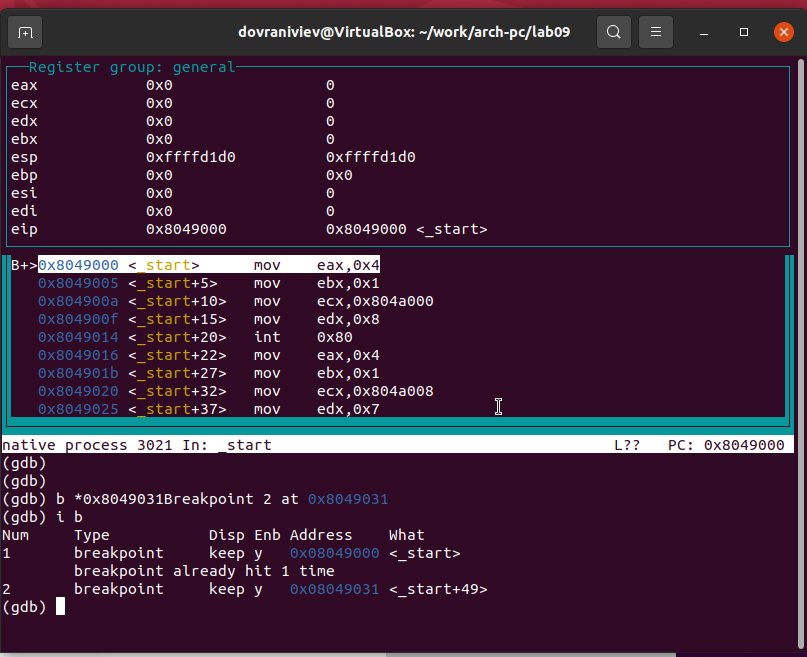 dovraniviev@VirtualBox: ~/work/arch-pc/lab09
Register group: general
eax 0x0 0
ecx 0x0 0
edx 0x0 0
ebx 0x0 0
esp 0xffffd1d0 0xffffd1d0
ebp 0x0 0x0
esi 0x0 0
edi 0x0 0
eip 0x8049000 0x8049000 <_start>
B+>0x8049000 <_start> mov eax,0x4
0x8049005 <_start+5> mov ebx,0x1
0x804900a <_start+10> mov ecx,0x804a000
0x804900f <_start+15> mov edx,0x8
0x8049014 <_start+20> int 0x80
0x8049016 <_start+22> mov eax,0x4
0x804901b <_start+27> mov ebx,0x1
0x8049020 <_start+32> mov ecx,0x804a008
0x8049025 <_start+37> mov edx,0x7
native process 3021 In: _start L?? PC: 0x8049000
(gdb)
(gdb)
(gdb) b *0x8049031Breakpoint 2 at 0x8049031
(gdb) i b
Num Type Disp Enb Address What
1 breakpoint keep y 0x08049000 <_start>
breakpoint already hit 1 time
2 breakpoint keep y 0x08049031 <_start+49>
(gdb)